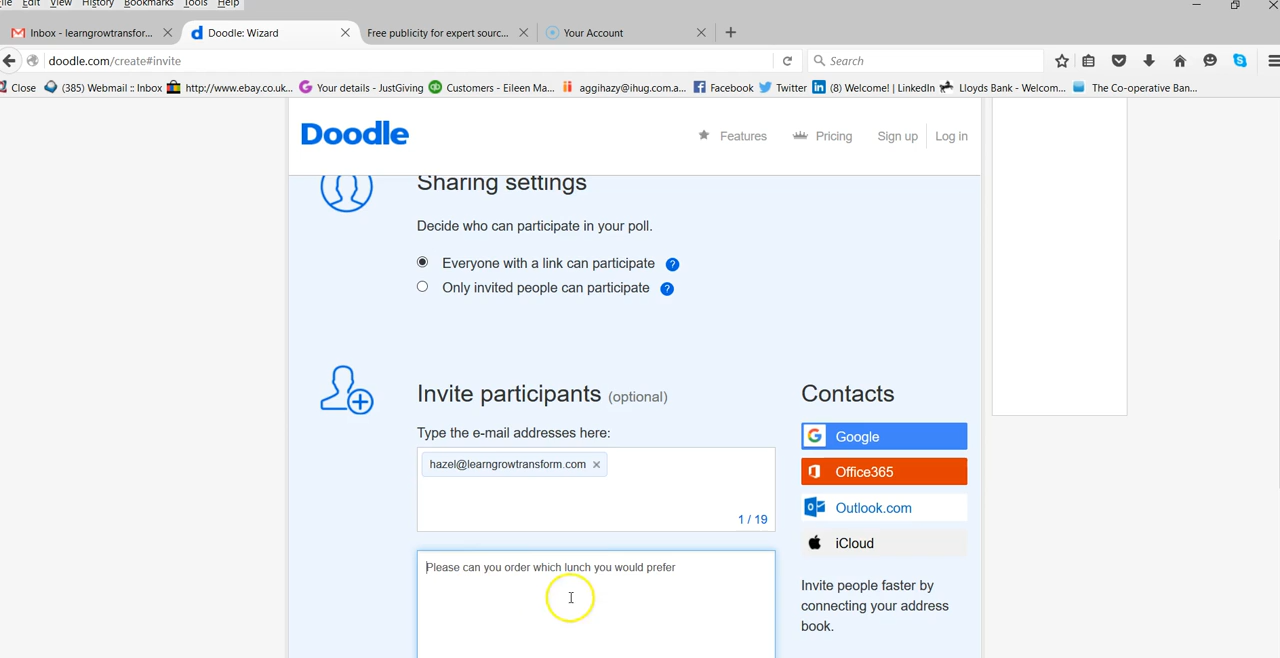 File Edit View History Bookmarks Tools Help
Inbox - learngrowtransfor... Doodle: Wizard Free publicity for expert sourc... Your Account
doodle.com/create#invite Search
Close (385) Webmail :: Inbox http://www.ebay.co.uk... Your details - JustGiving Customers - Eileen Ma... aggihazy@ihug.com.a... Facebook Twitter (8) Welcome! | LinkedIn Lloyds Bank - Welcom... The Co-operative Ban...
Doodle Features Pricing Sign up Log in
Sharing settings
Decide who can participate in your poll.
Everyone with a link can participate ?
Only invited people can participate ?
Invite participants (optional) Contacts
Type the e-mail addresses here:
Google
hazel@learngrowtransform.com
Office365
Outlook.com
1 / 19
iCloud
Please can you order which lunch you would prefer
Invite people faster by
connecting your address
book.